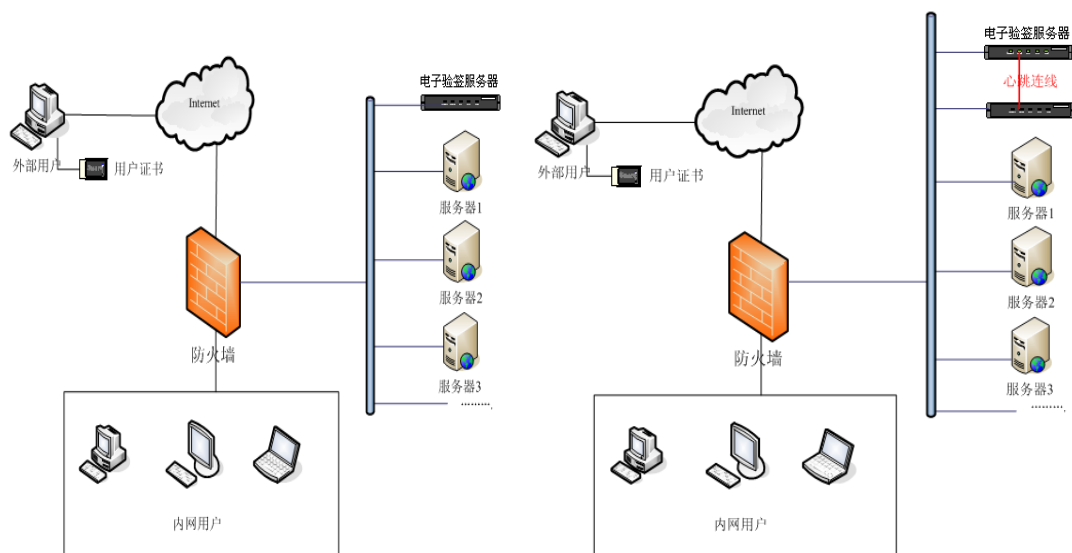 电子验签服务器
Internet
外部用户
用户证书
服务器1
服务器2
防火墙
服务器3
..........
内网用户
电子验签服务器
心跳连线
Internet
外部用户
用户证书
服务器1
服务器2
防火墙
服务器3
..........
内网用户